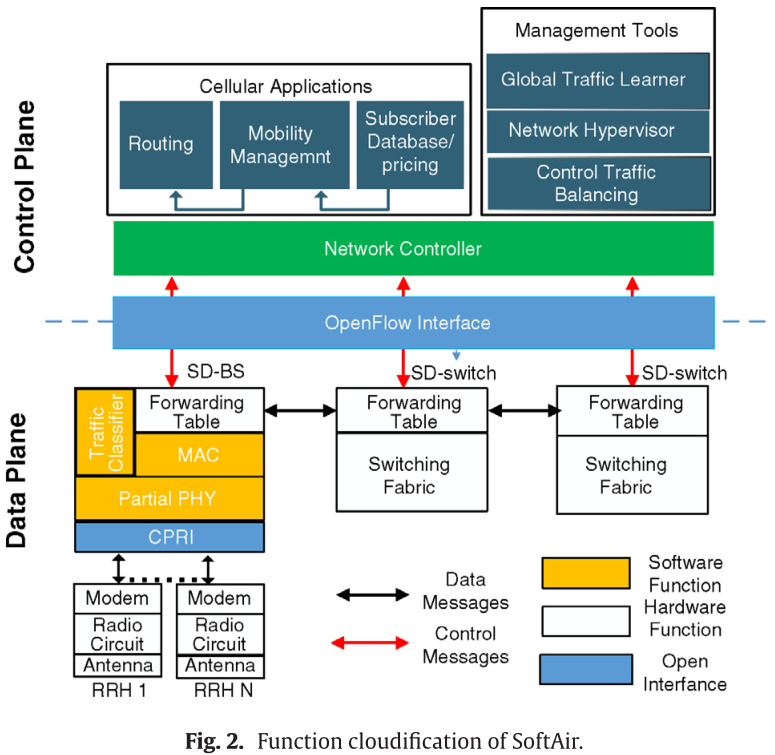 Management Tools
Global Traffic Learner
Network Hypervisor
Control Traffic
Balancing
Cellular Applications
Routing
Mobility
Managemnt
Subscriber
Database/
pricing
Control Plane
Network Controller
OpenFlow Interface
SD-BS
SD-switch
SD-switch
Data Plane
Traffic
Classifier
Forwarding
Table
MAC
Partial PHY
CPRI
Forwarding
Table
Switching
Fabric
Forwarding
Table
Switching
Fabric
Modem
Radio
Circuit
Antenna
RRH 1
Modem
Radio
Circuit
Antenna
RRH N
Data
Messages
Control
Messages
Software
Function
Hardware
Function
Open
Interfance
Fig. 2. Function cloudification of SoftAir.